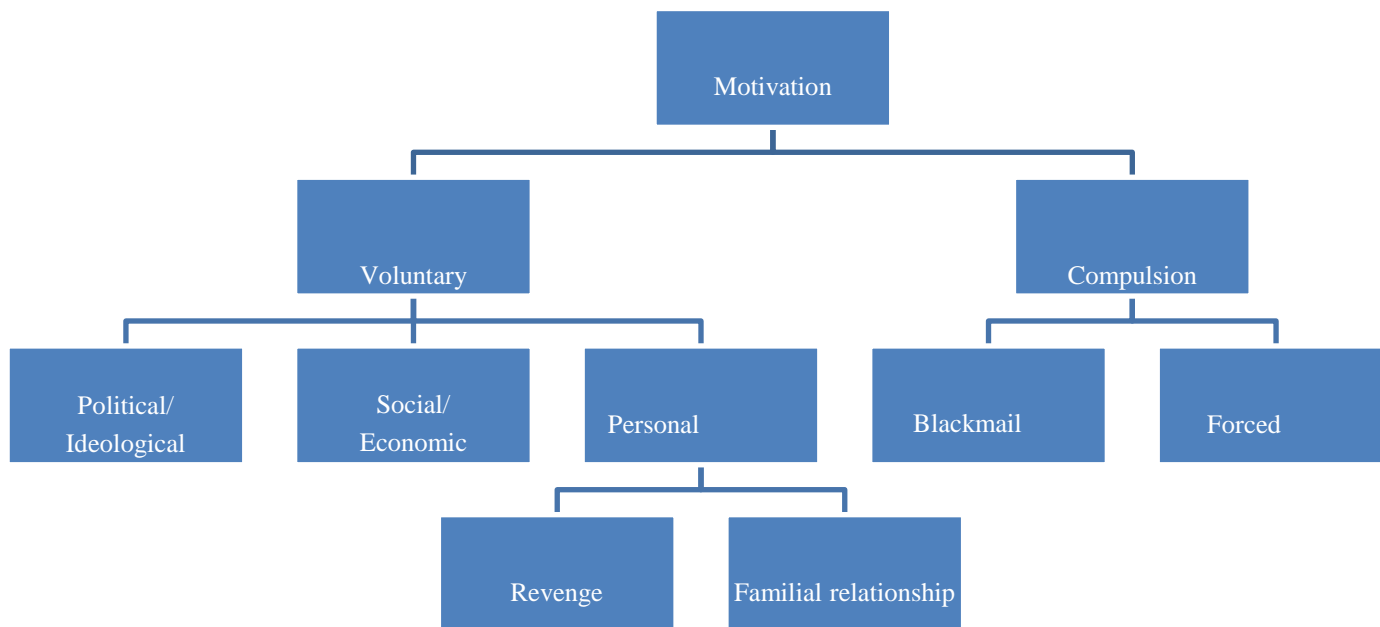 Motivation
Voluntary
Compulsion
Political/
Ideological
Social/
Economic
Personal
Blackmail
Forced
Revenge
Familial relationship